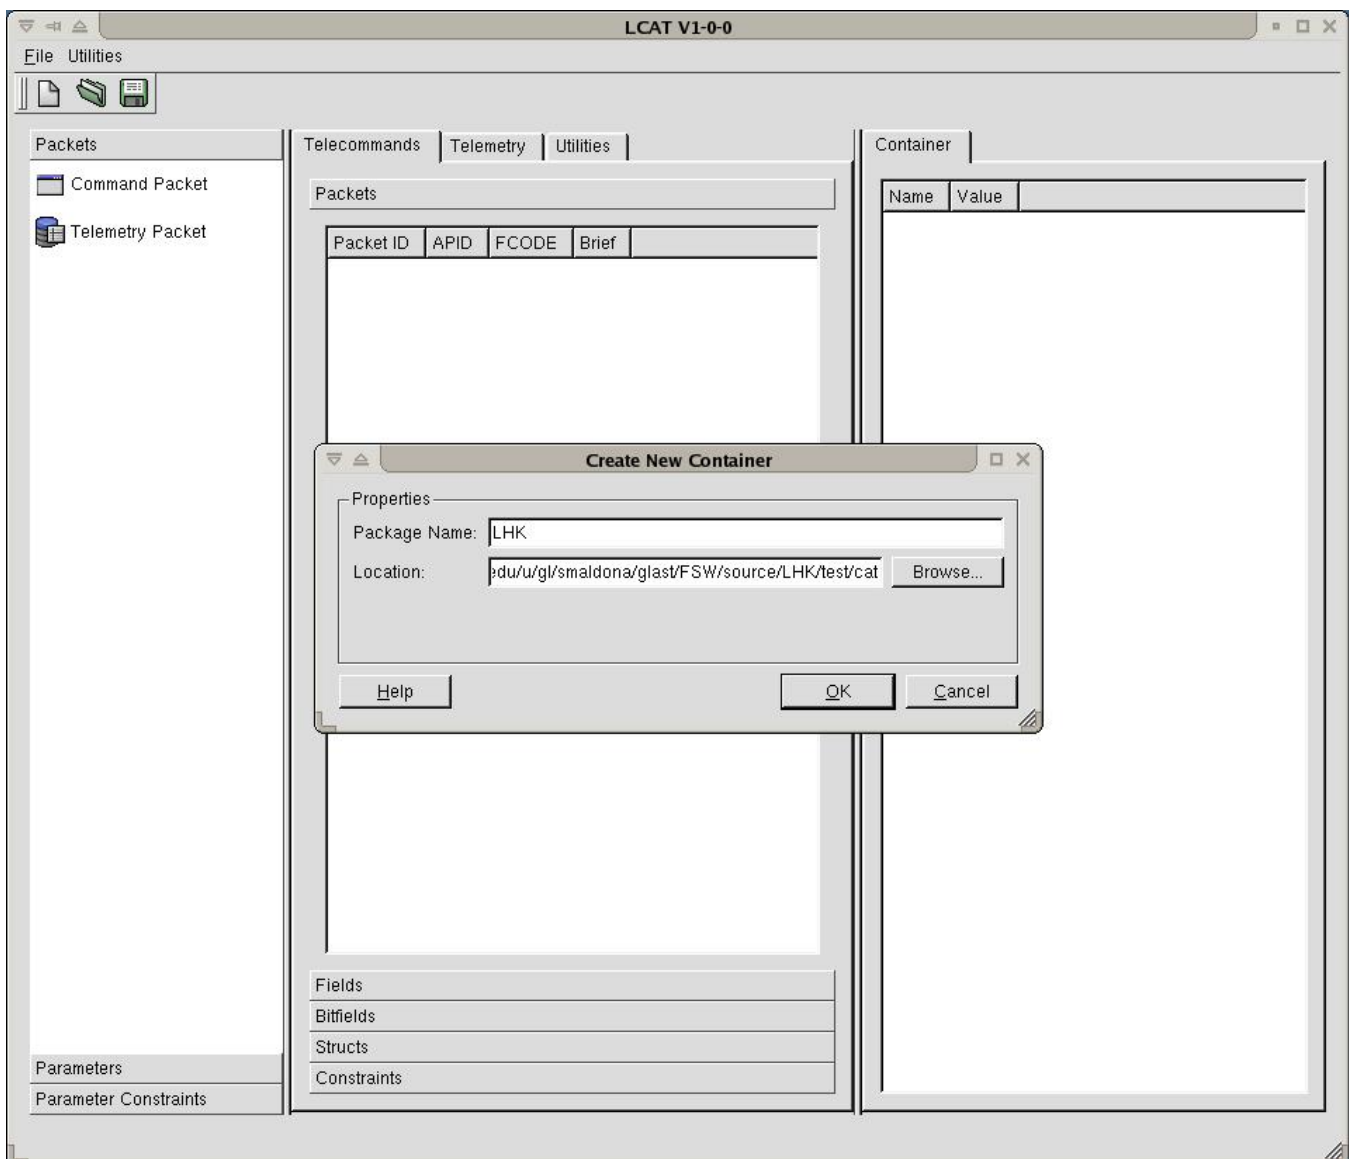 LCAT V1-0-0
File Utilities
Packets
Command Packet
Telemetry Packet
Parameters
Parameter Constraints
Telecommands Telemetry Utilities
Packets
Packet ID APID FCODE Brief
Fields
Bitfields
Structs
Constraints
Container
Name Value
Create New Container
Properties
Package Name: LHK
Location: edu/u/gl/smaldona/glast/FSW/source/LHK/test/cat Browse...
Help OK Cancel